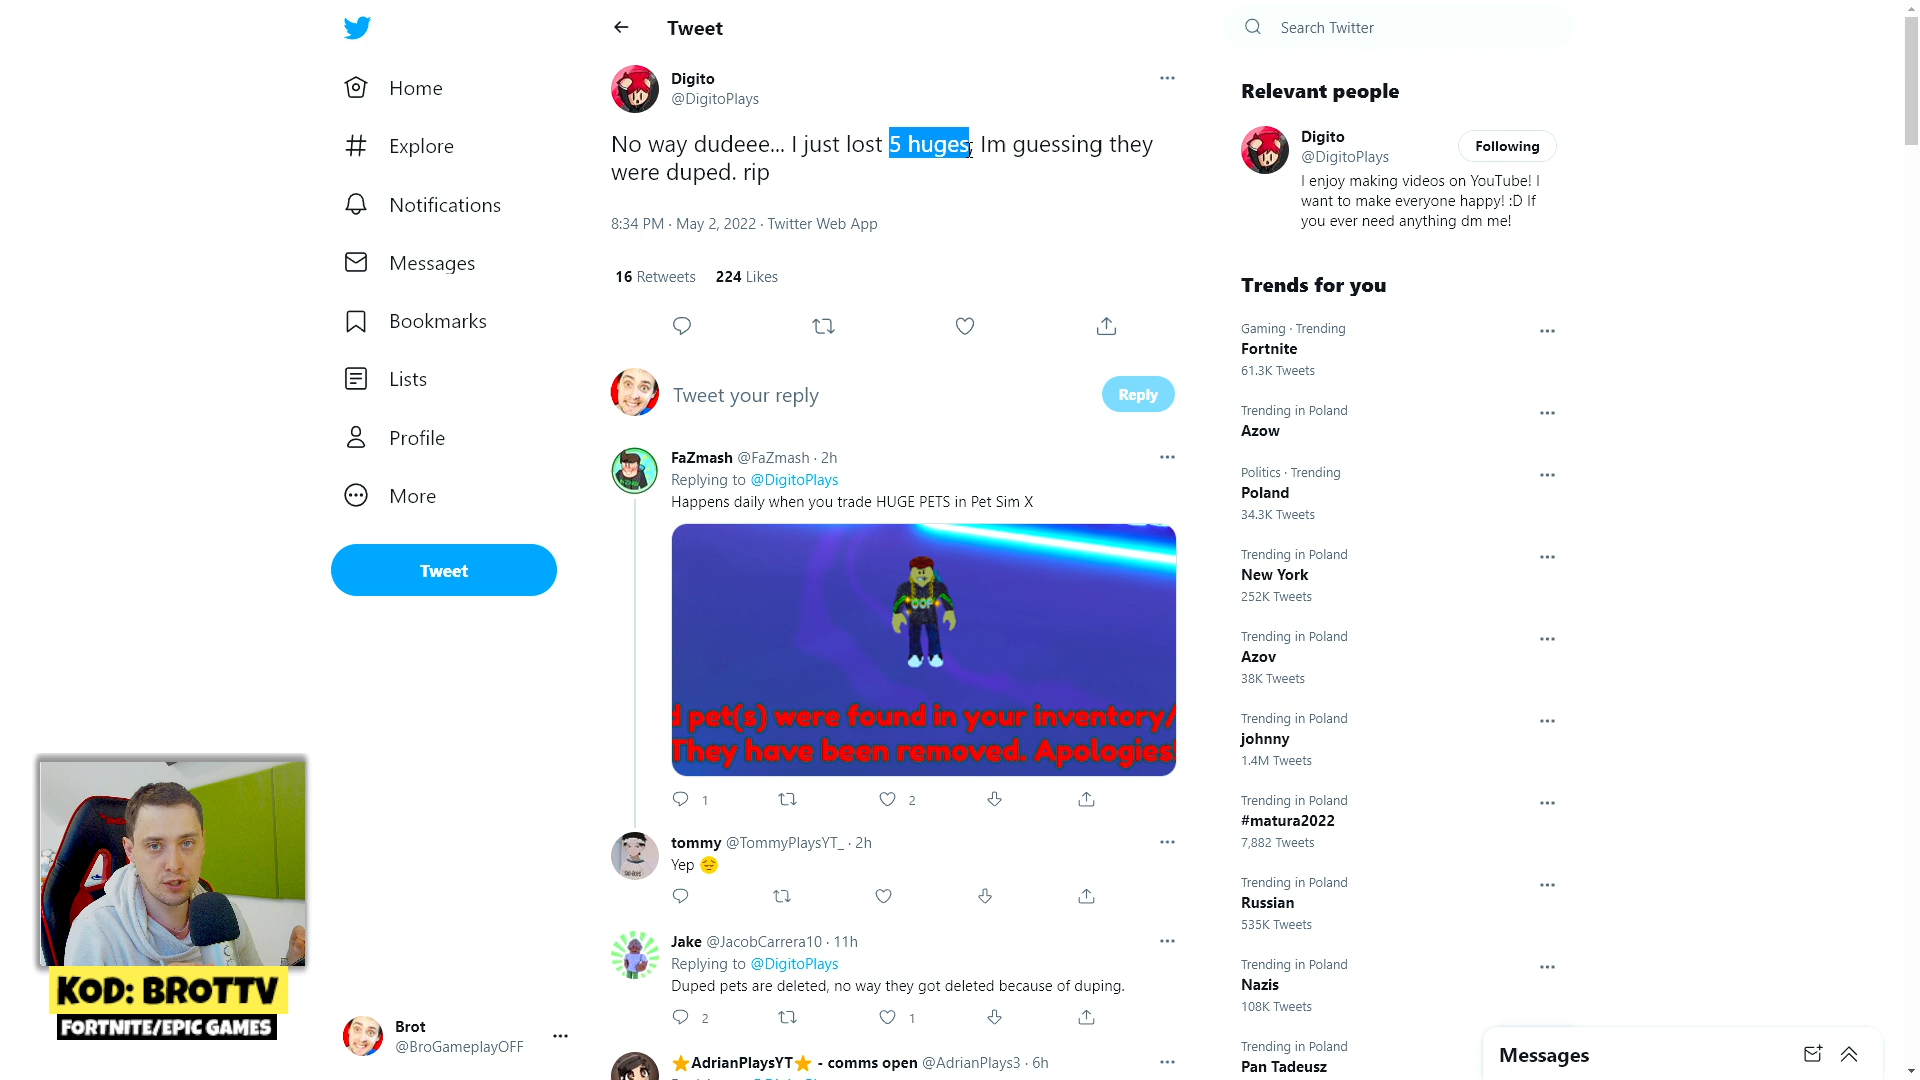 Tweet
Search Twitter
Home
Explore
Notifications
Messages
Bookmarks
Lists
Profile
More
Tweet
Digito
@DigitoPlays
No way dudeee... I just lost 5 huges, Im guessing they
were duped. rip
8:34 PM · May 2, 2022 · Twitter Web App
16 Retweets 224 Likes
Tweet your reply
Reply
FaZmash @FaZmash · 2h
Replying to @DigitoPlays
Happens daily when you trade HUGE PETS in Pet Sim X
OOF
d pet(s) were found in your inventory/
They have been removed. Apologies!
1
2
tommy @TommyPlaysYT_ · 2h
Yep 😔
Jake @JacobCarrera10 · 11h
Replying to @DigitoPlays
Duped pets are deleted, no way they got deleted because of duping.
2
1
⭐AdrianPlaysYT⭐ - comms open @AdrianPlays3 · 6h
Relevant people
Digito
@DigitoPlays
Following
I enjoy making videos on YouTube! I
want to make everyone happy! :D If
you ever need anything dm me!
Trends for you
Gaming · Trending
Fortnite
61.3K Tweets
Trending in Poland
Azow
Politics · Trending
Poland
34.3K Tweets
Trending in Poland
New York
252K Tweets
Trending in Poland
Azov
38K Tweets
Trending in Poland
johnny
1.4M Tweets
Trending in Poland
#matura2022
7,882 Tweets
Trending in Poland
Russian
535K Tweets
Trending in Poland
Nazis
108K Tweets
Trending in Poland
Pan Tadeusz
Messages
KOD: BROTTV
FORTNITE/EPIC GAMES
Brot
@BroGameplayOFF